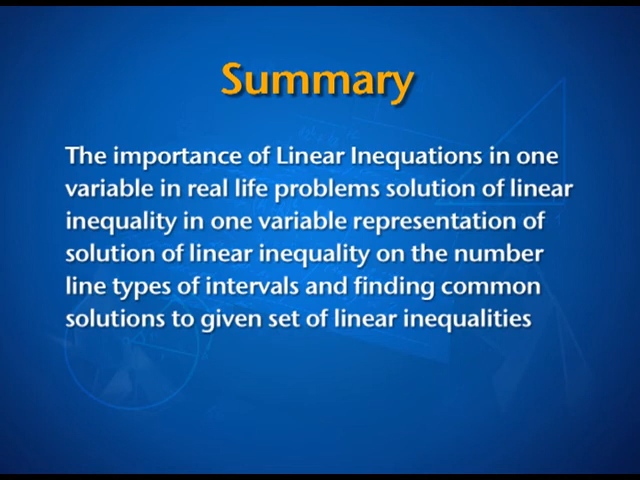 Summary
The importance of Linear Inequations in one
variable in real life problems solution of linear
inequality in one variable representation of
solution of linear inequality on the number
line types of intervals and finding common
solutions to given set of linear inequalities